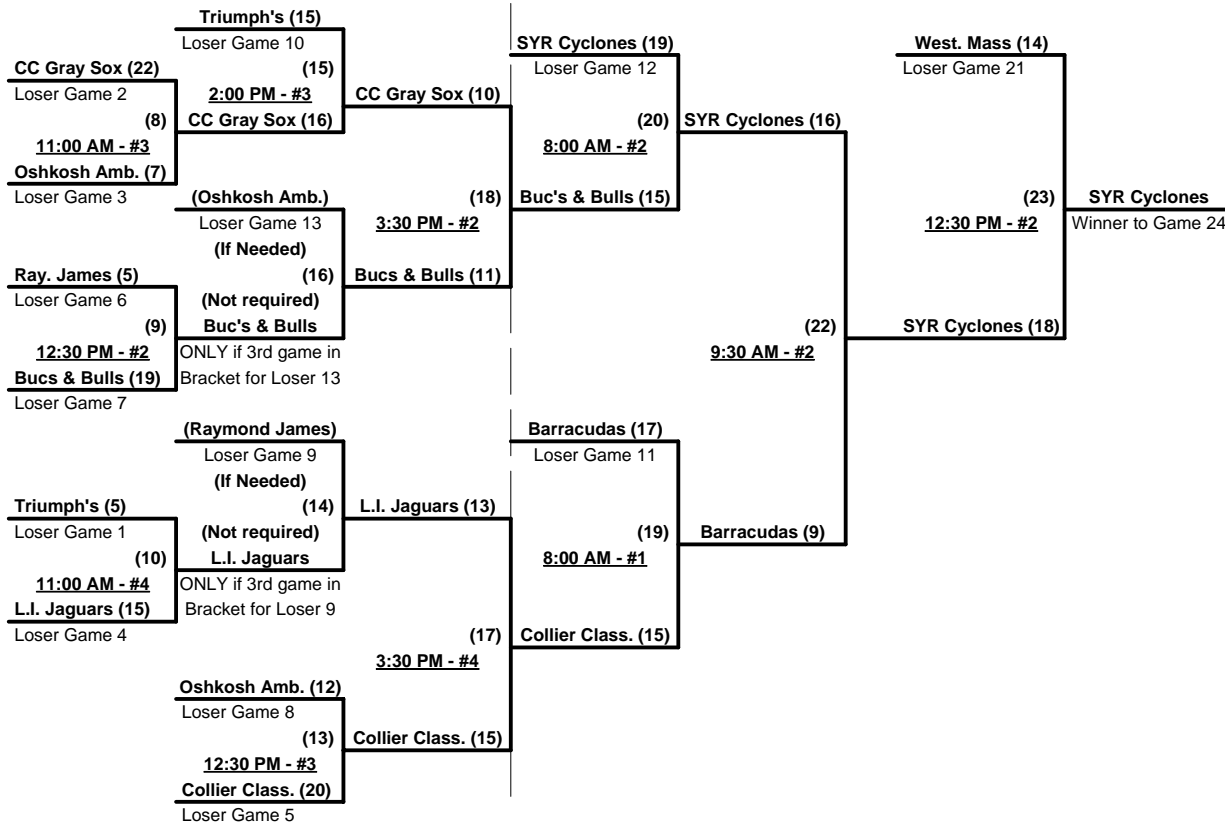 Triumph's (15)
Loser Game 10
CC Gray Sox (22)
Loser Game 2
(8)
11:00 AM - #3
Oshkosh Amb. (7)
Loser Game 3
(15)
2:00 PM - #3
CC Gray Sox (16)
CC Gray Sox (10)
(Oshkosh Amb.)
Loser Game 13
(If Needed)
(16)
(Not required)
Buc's & Bulls
ONLY if 3rd game in
Bracket for Loser 13
Ray. James (5)
Loser Game 6
(9)
12:30 PM - #2
Bucs & Bulls (19)
Loser Game 7
(18)
3:30 PM - #2
Bucs & Bulls (11)
SYR Cyclones (19)
Loser Game 12
(20)
8:00 AM - #2
Buc's & Bulls (15)
SYR Cyclones (16)
(Raymond James)
Loser Game 9
(If Needed)
(14)
(Not required)
L.I. Jaguars
ONLY if 3rd game in
Bracket for Loser 9
Triumph's (5)
Loser Game 1
(10)
11:00 AM - #4
L.I. Jaguars (15)
Loser Game 4
L.I. Jaguars (13)
(17)
3:30 PM - #4
Oshkosh Amb. (12)
Loser Game 8
(13)
12:30 PM - #3
Collier Class. (20)
Loser Game 5
Collier Class. (15)
Barracudas (17)
Loser Game 11
(19)
8:00 AM - #1
Collier Class. (15)
Barracudas (9)
(22)
9:30 AM - #2
West. Mass (14)
Loser Game 21
(23)
12:30 PM - #2
SYR Cyclones (18)
SYR Cyclones
Winner to Game 24